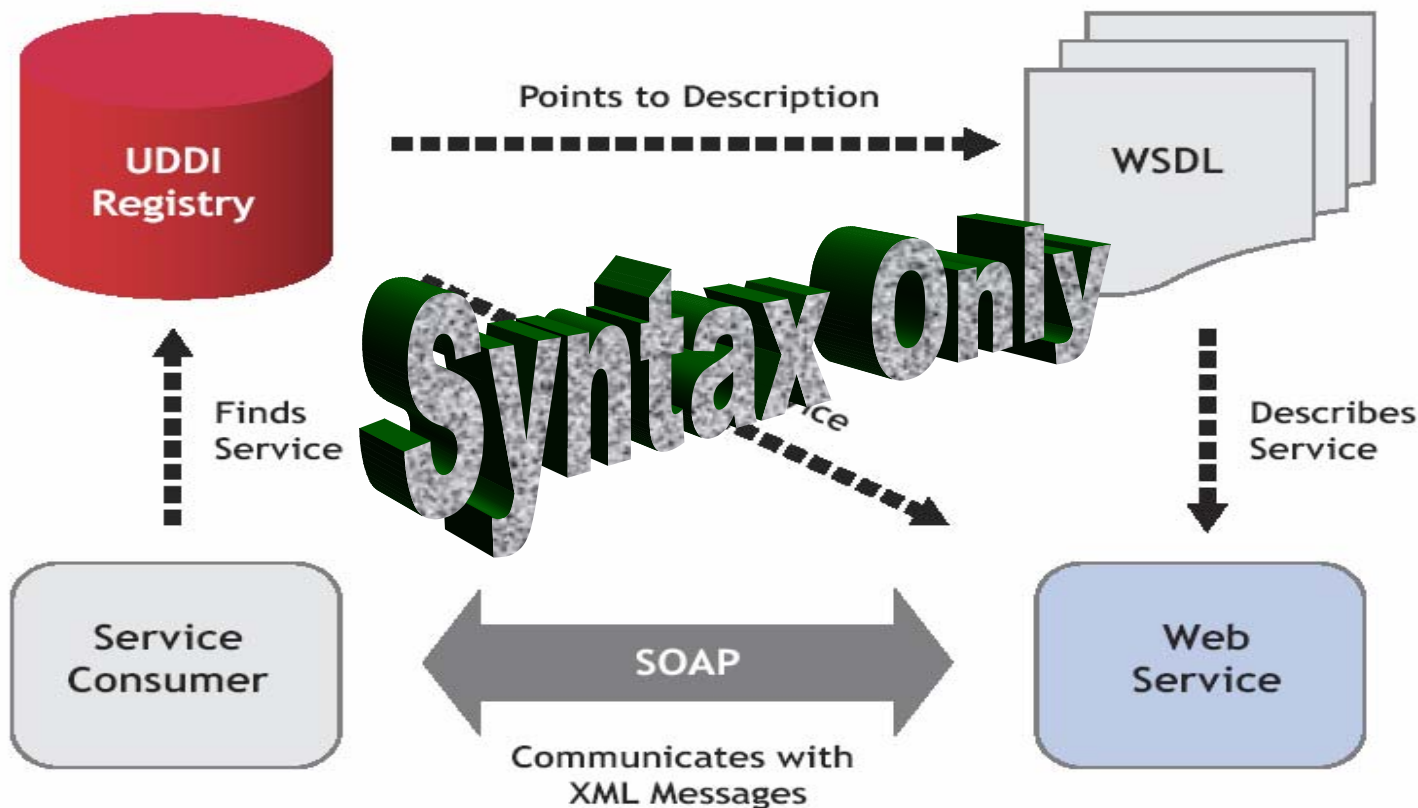 Points to Description
UDDI
Registry
WSDL
Syntax Only
Finds
Service
Describes
Service
Service
Consumer
SOAP
Web
Service
Communicates with
XML Messages